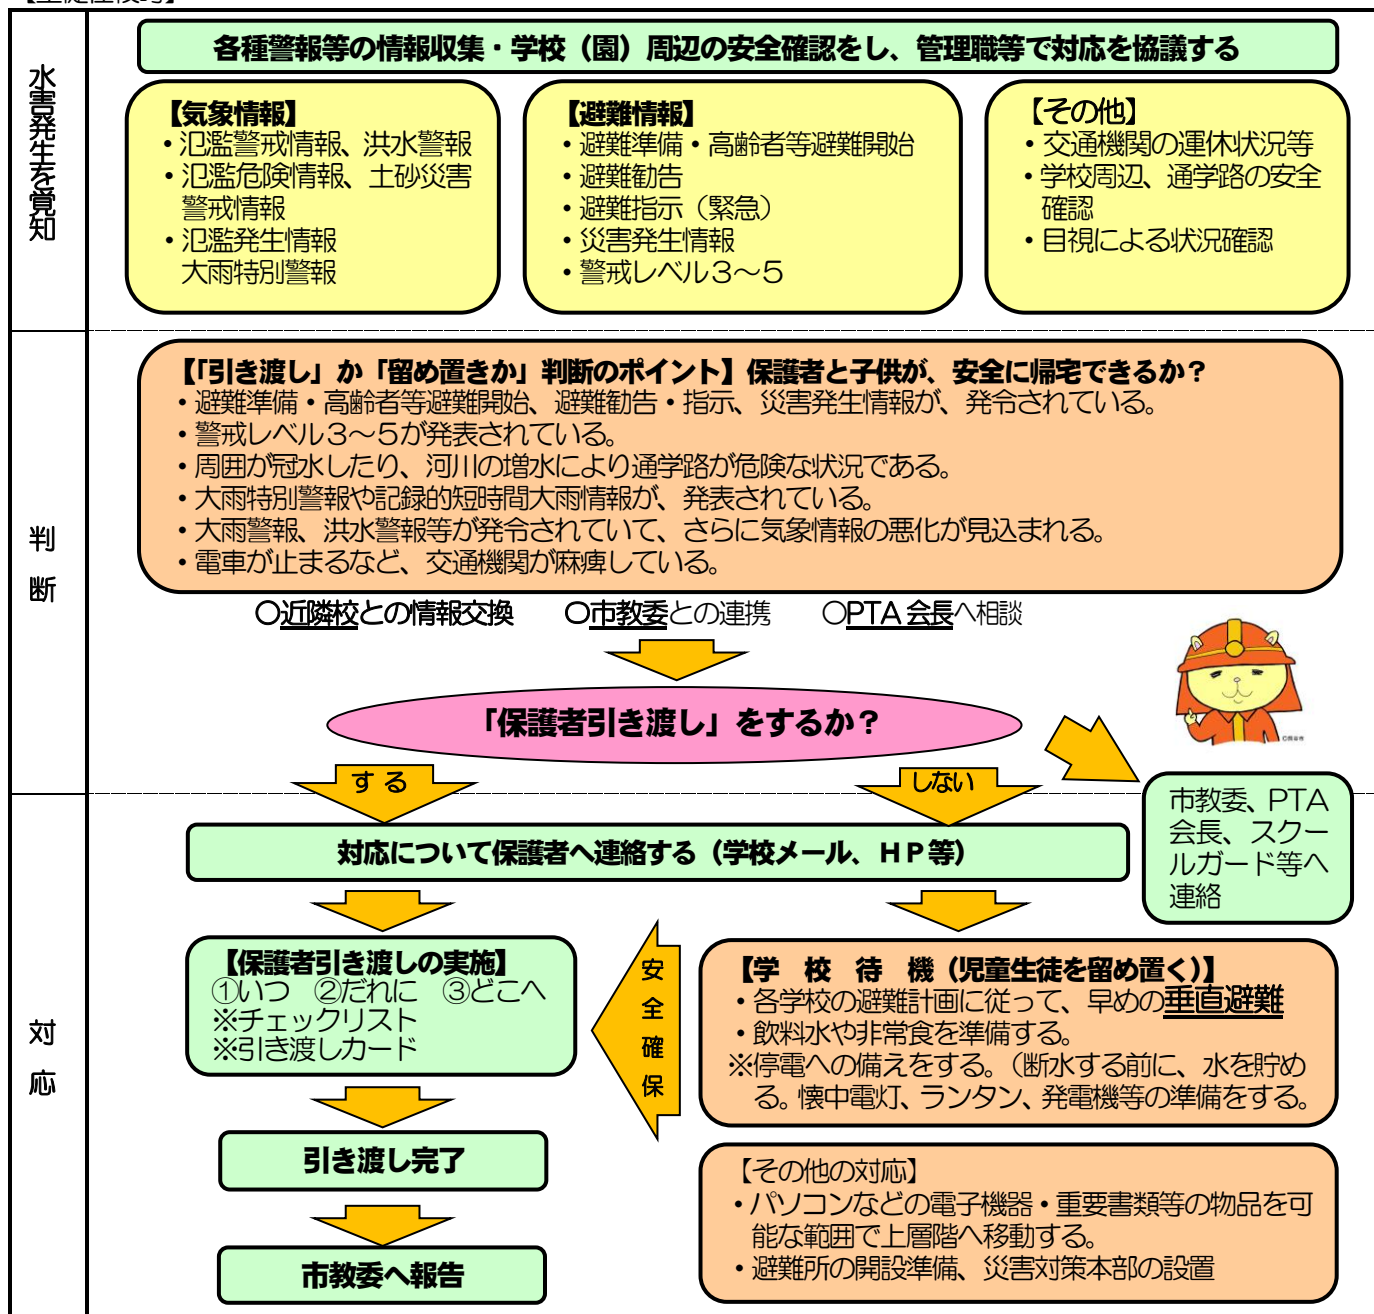 水害発生を覚知
各種警報等の情報収集・学校（園）周辺の安全確認をし、管理職等で対応を協議する
【気象情報】
・氾濫警戒情報、洪水警報
・氾濫危険情報、土砂災害
警戒情報
・氾濫発生情報
大雨特別警報
【避難情報】
・避難準備・高齢者等避難開始
・避難勧告
・避難指示（緊急）
・災害発生情報
・警戒レベル３～５
【その他】
・交通機関の運休状況等
・学校周辺、通学路の安全
確認
・目視による状況確認
判断
【「引き渡し」か「留め置きか」判断のポイント】保護者と子供が、安全に帰宅できるか？
・避難準備・高齢者等避難開始、避難勧告・指示、災害発生情報が、発令されている。
・警戒レベル３～５が発表されている。
・周囲が冠水したり、河川の増水により通学路が危険な状況である。
・大雨特別警報や記録的短時間大雨情報が、発表されている。
・大雨警報、洪水警報等が発令されていて、さらに気象情報の悪化が見込まれる。
・電車が止まるなど、交通機関が麻痺している。
〇近隣校との情報交換　〇市教委との連携　〇PTA 会長へ相談
「保護者引き渡し」をするか？
する
しない
市教委、PTA
会長、スクー
ルガード等へ
連絡
対応
対応について保護者へ連絡する（学校メール、ＨＰ等）
【保護者引き渡しの実施】
①いつ　②だれに　③どこへ
※チェックリスト
※引き渡しカード
安全確保
【学　校　待　機（児童生徒を留め置く）】
・各学校の避難計画に従って、早めの垂直避難
・飲料水や非常食を準備する。
※停電への備えをする。（断水する前に、水を貯め
る。懐中電灯、ランタン、発電機等の準備をする。
引き渡し完了
市教委へ報告
【その他の対応】
・パソコンなどの電子機器・重要書類等の物品を可
能な範囲で上層階へ移動する。
・避難所の開設準備、災害対策本部の設置